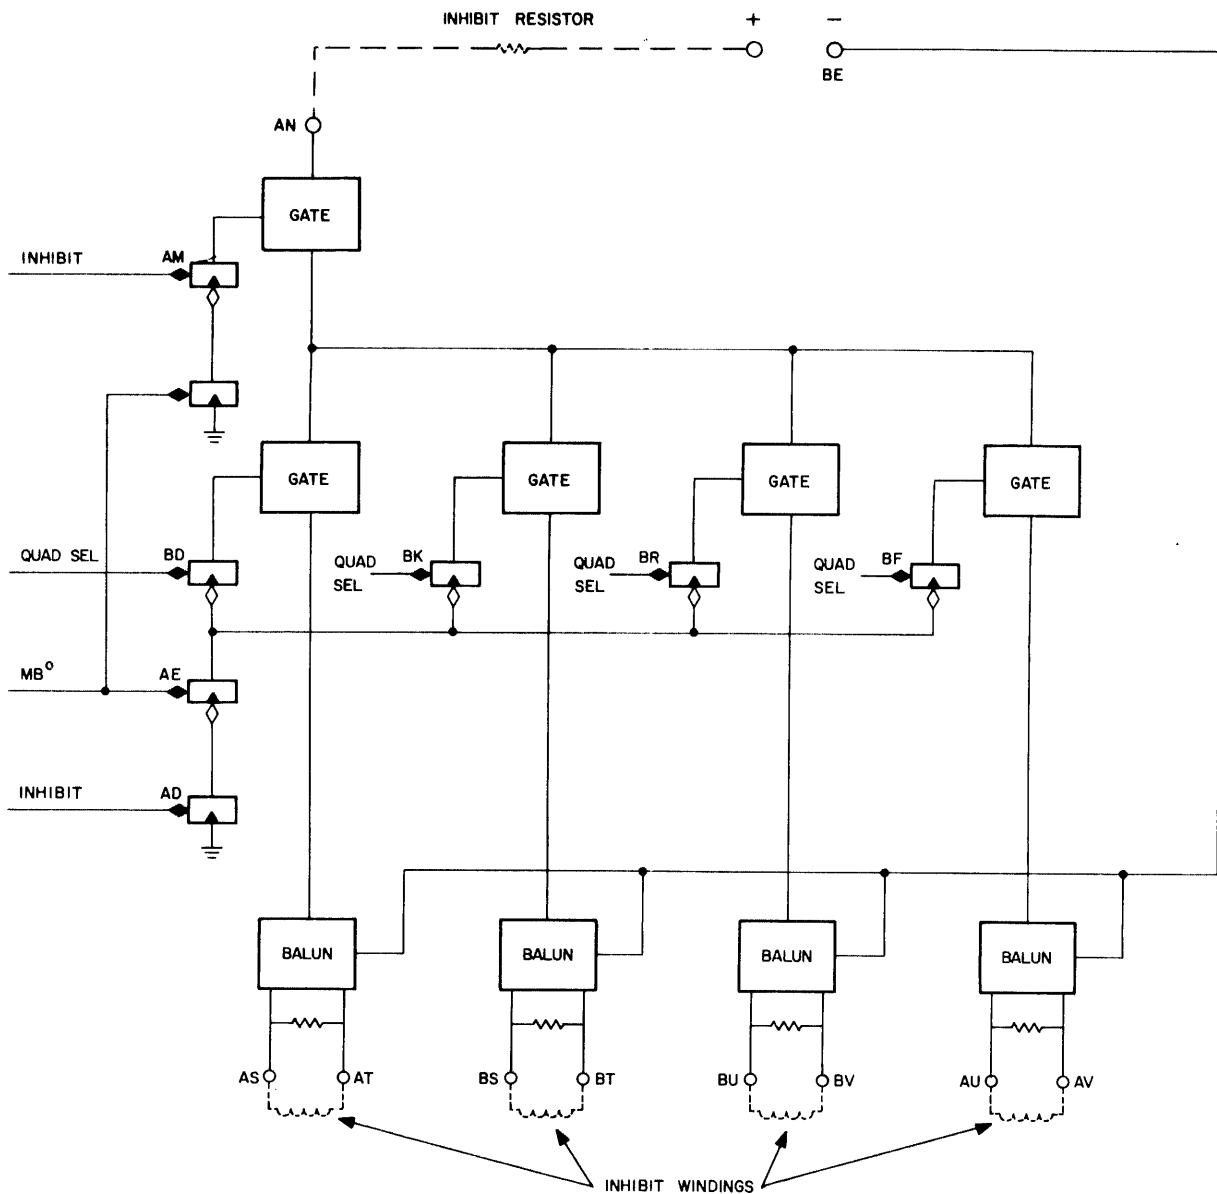 INHIBIT RESISTOR
+
−
BE
AN
GATE
INHIBIT
AM
GATE
GATE
GATE
GATE
QUAD SEL
BD
QUAD
SEL
BK
QUAD
SEL
BR
QUAD
SEL
BF
MB⁰
AE
INHIBIT
AD
BALUN
BALUN
BALUN
BALUN
AS
AT
BS
BT
BU
BV
AU
AV
INHIBIT WINDINGS